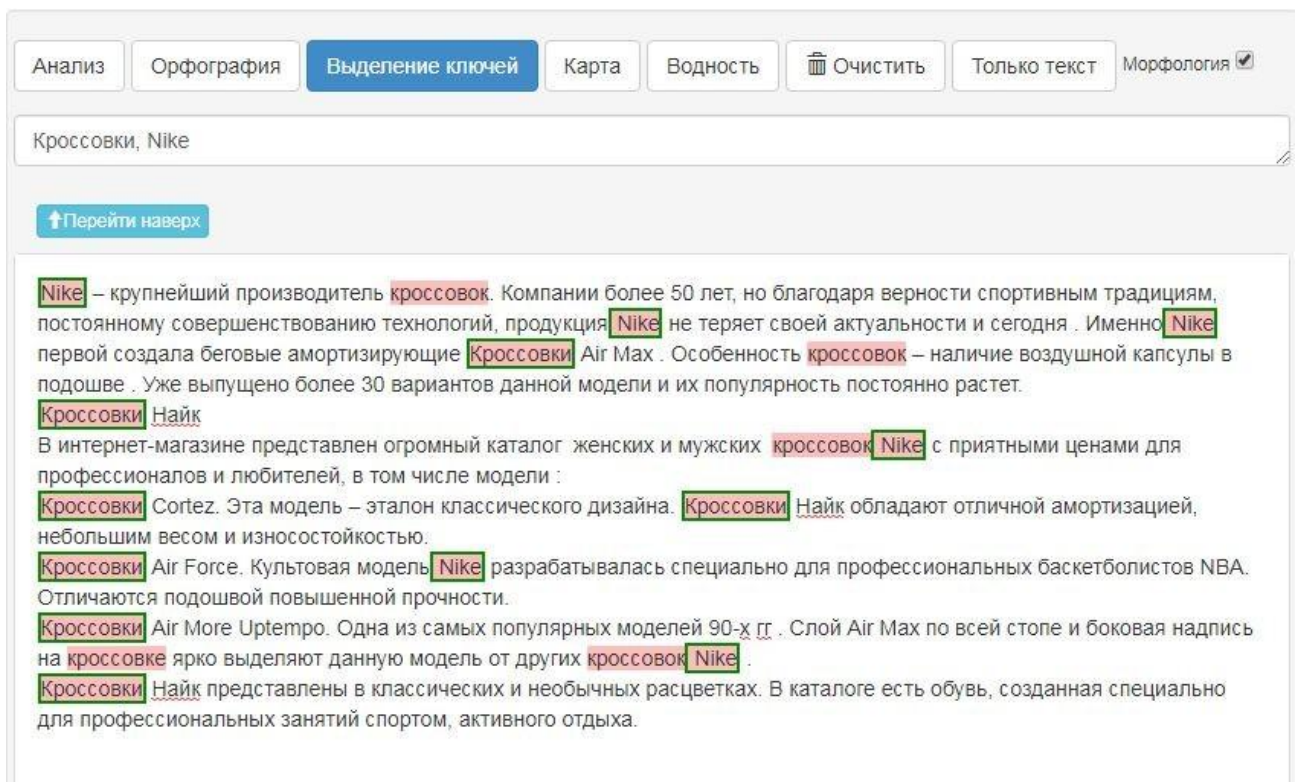 Анализ Орфография Выделение ключей Карта Водность Очистить Только текст Морфология
Кроссовки, Nike
Перейти наверх
Nike – крупнейший производитель кроссовок. Компании более 50 лет, но благодаря верности спортивным традициям,
постоянному совершенствованию технологий, продукция Nike не теряет своей актуальности и сегодня . Именно Nike
первой создала беговые амортизирующие Кроссовки Air Max . Особенность кроссовок – наличие воздушной капсулы в
подошве . Уже выпущено более 30 вариантов данной модели и их популярность постоянно растет.
Кроссовки Найк
В интернет-магазине представлен огромный каталог женских и мужских кроссовок Nike с приятными ценами для
профессионалов и любителей, в том числе модели :
Кроссовки Cortez. Эта модель – эталон классического дизайна. Кроссовки Найк обладают отличной амортизацией,
небольшим весом и износостойкостью.
Кроссовки Air Force. Культовая модель Nike разрабатывалась специально для профессиональных баскетболистов NBA.
Отличаются подошвой повышенной прочности.
Кроссовки Air More Uptempo. Одна из самых популярных моделей 90-х гг . Слой Air Max по всей стопе и боковая надпись
на кроссовке ярко выделяют данную модель от других кроссовок Nike .
Кроссовки Найк представлены в классических и необычных расцветках. В каталоге есть обувь, созданная специально
для профессиональных занятий спортом, активного отдыха.